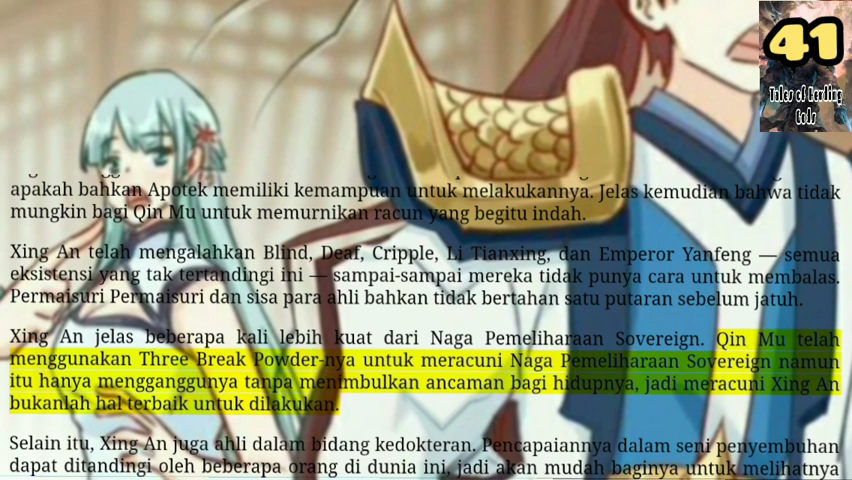 41
Tales of Herding
Gods
apakah bahkan Apotek memiliki kemampuan untuk melakukannya. Jelas kemudian bahwa tidak
mungkin bagi Qin Mu untuk memurnikan racun yang begitu indah.
Xing An telah mengalahkan Blind, Deaf, Cripple, Li Tianxing, dan Emperor Yanfeng — semua
eksistensi yang tak tertandingi ini — sampai-sampai mereka tidak punya cara untuk membalas.
Permaisuri Permaisuri dan sisa para ahli bahkan tidak bertahan satu putaran sebelum jatuh.
Xing An jelas beberapa kali lebih kuat dari Naga Pemeliharaan Sovereign. Qin Mu telah
menggunakan Three Break Powder-nya untuk meracuni Naga Pemeliharaan Sovereign namun
itu hanya mengganggunya tanpa menimbulkan ancaman bagi hidupnya, jadi meracuni Xing An
bukanlah hal terbaik untuk dilakukan.
Selain itu, Xing An juga ahli dalam bidang kedokteran. Pencapaiannya dalam seni penyembuhan
dapat ditandingi oleh beberapa orang di dunia ini, jadi akan mudah baginya untuk melihatnya